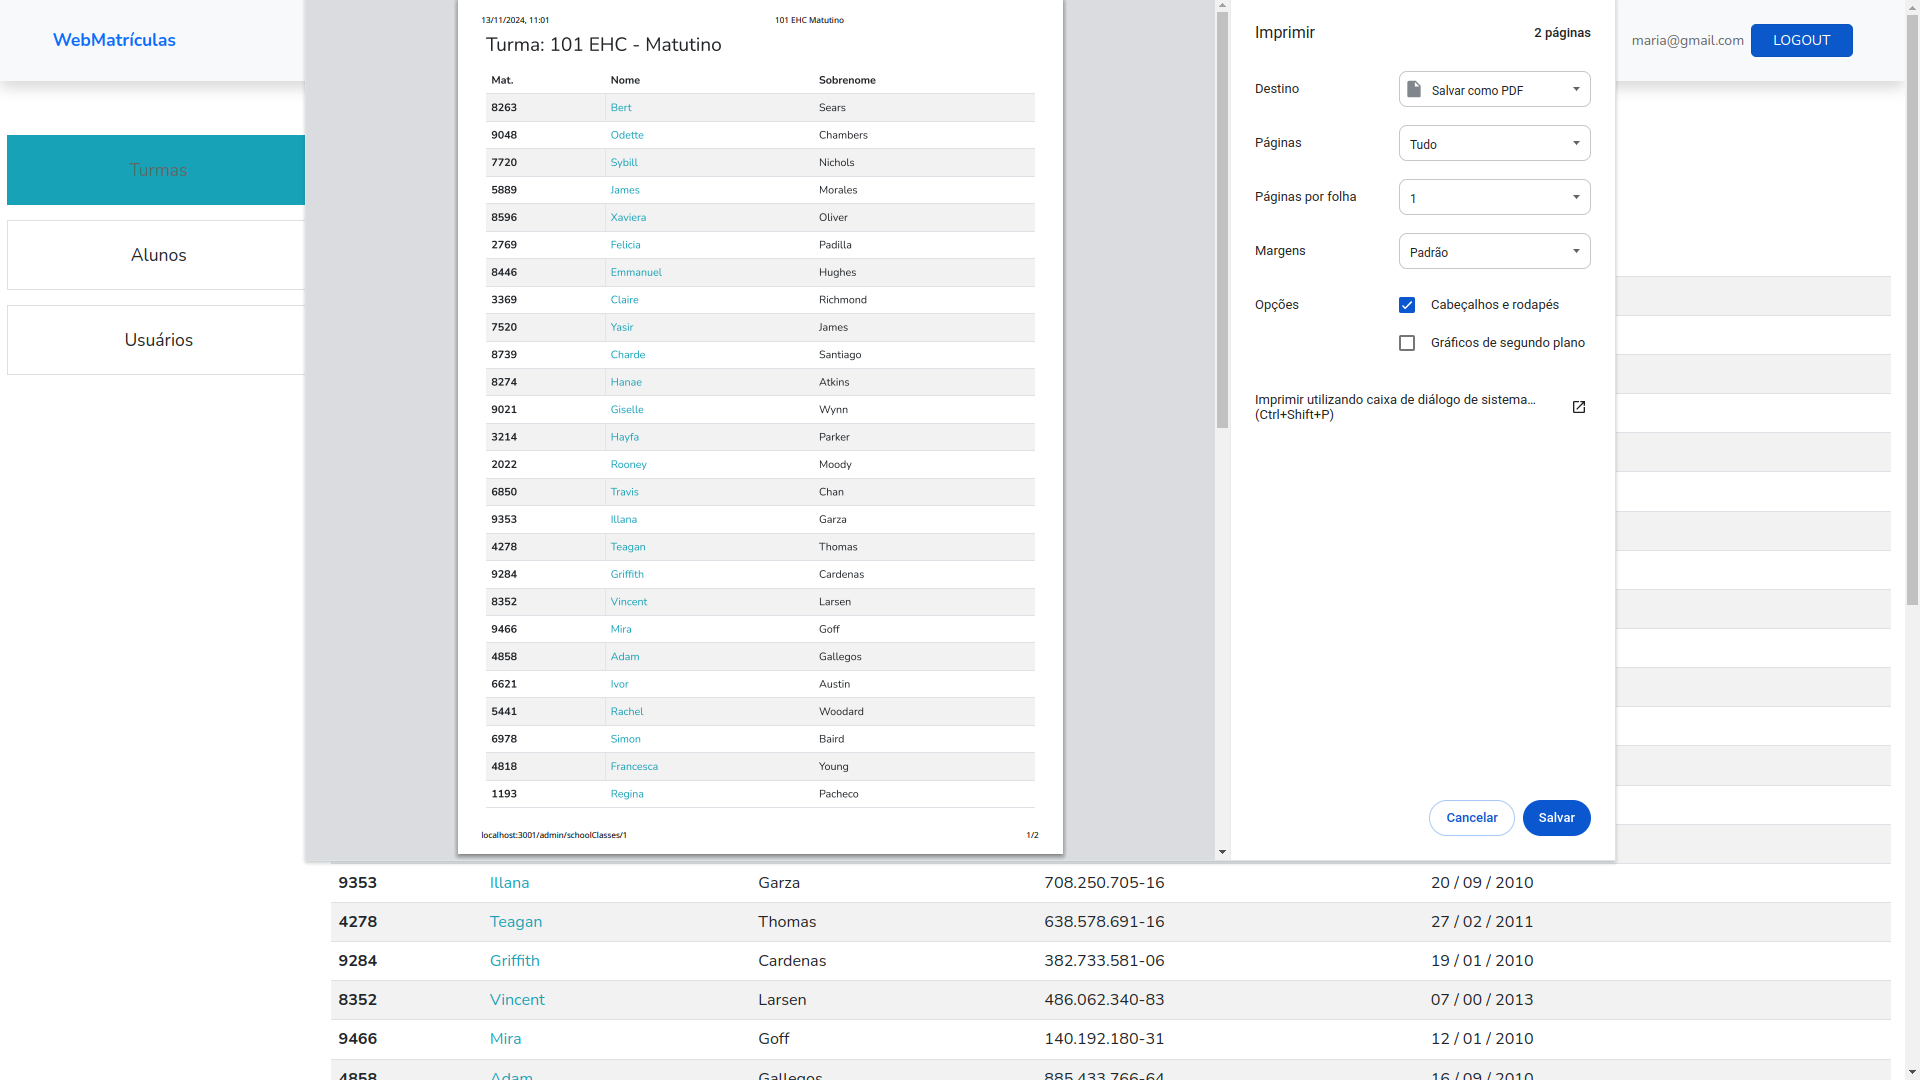 WebMatrículas
maria@gmail.com LOGOUT
Turmas
Alunos
Usuários
13/11/2024, 11:01 101 EHC Matutino
Turma: 101 EHC - Matutino
Mat. Nome Sobrenome
8263 Bert Sears
9048 Odette Chambers
7720 Sybill Nichols
5889 James Morales
8596 Xaviera Oliver
2769 Felicia Padilla
8446 Emmanuel Hughes
3369 Claire Richmond
7520 Yasir James
8739 Charde Santiago
8274 Hanae Atkins
9021 Giselle Wynn
3214 Hayfa Parker
2022 Rooney Moody
6850 Travis Chan
9353 Illana Garza
4278 Teagan Thomas
9284 Griffith Cardenas
8352 Vincent Larsen
9466 Mira Goff
4858 Adam Gallegos
6621 Ivor Austin
5441 Rachel Woodard
6978 Simon Baird
4818 Francesca Young
1193 Regina Pacheco
localhost:3001/admin/schoolClasses/1 1/2
Imprimir 2 páginas
Destino Salvar como PDF
Páginas Tudo
Páginas por folha 1
Margens Padrão
Opções Cabeçalhos e rodapés
Gráficos de segundo plano
Imprimir utilizando caixa de diálogo de sistema…
(Ctrl+Shift+P)
Cancelar Salvar
9353 Illana Garza 708.250.705-16 20 / 09 / 2010
4278 Teagan Thomas 638.578.691-16 27 / 02 / 2011
9284 Griffith Cardenas 382.733.581-06 19 / 01 / 2010
8352 Vincent Larsen 486.062.340-83 07 / 00 / 2013
9466 Mira Goff 140.192.180-31 12 / 01 / 2010
4858 Adam Gallegos 885.433.766-64 16 / 09 / 2010